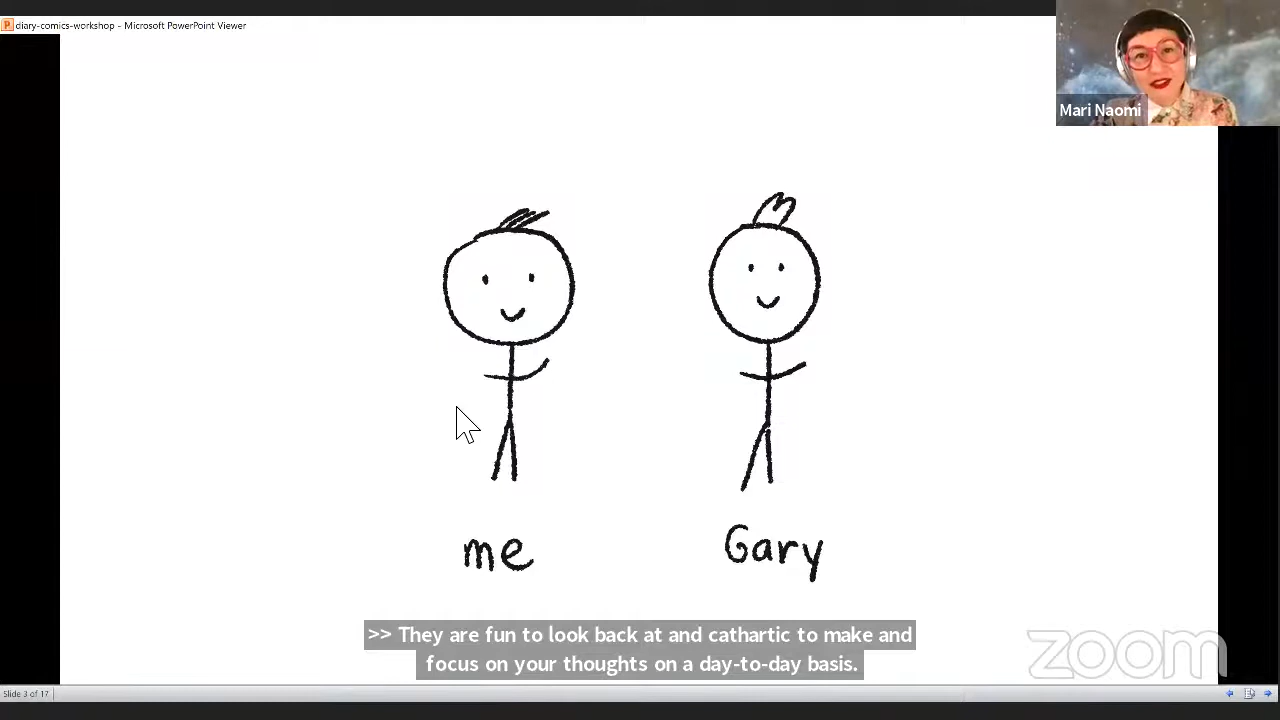 diary-comics-workshop - Microsoft PowerPoint Viewer
Mari Naomi
me
Gary
>> They are fun to look back at and cathartic to make and
focus on your thoughts on a day-to-day basis.
zoom
Slide 3 of 17